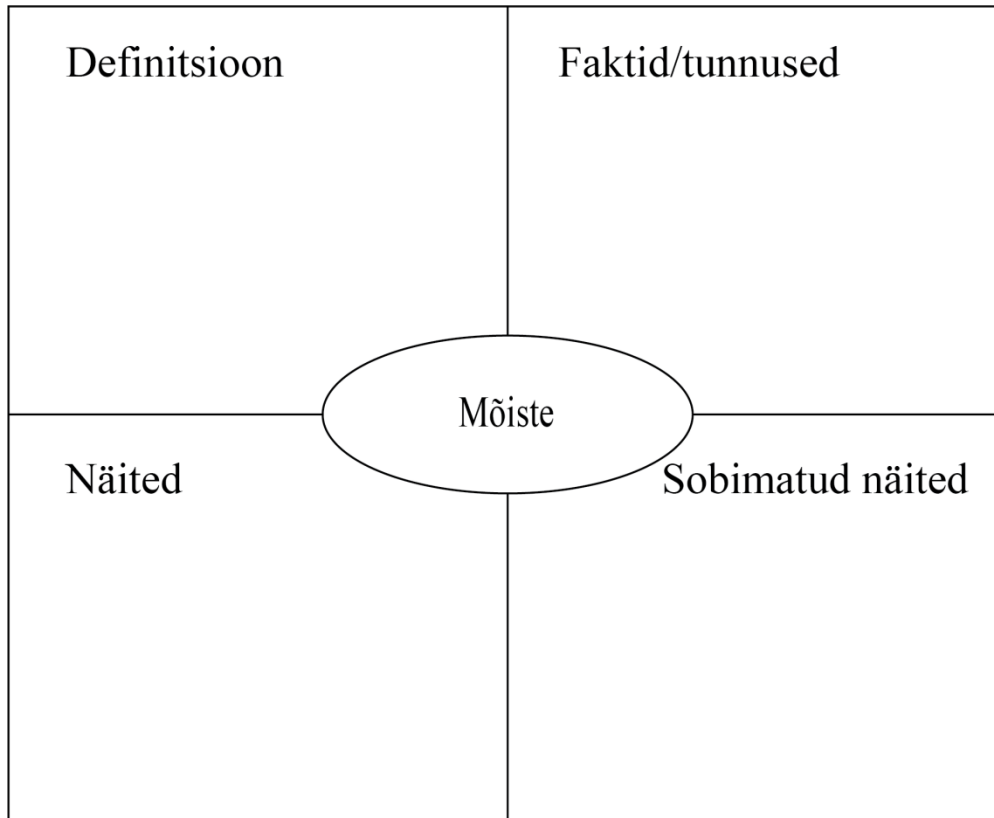 Definitsioon
Faktid/tunnused
Mõiste
Näited
Sobimatud näited